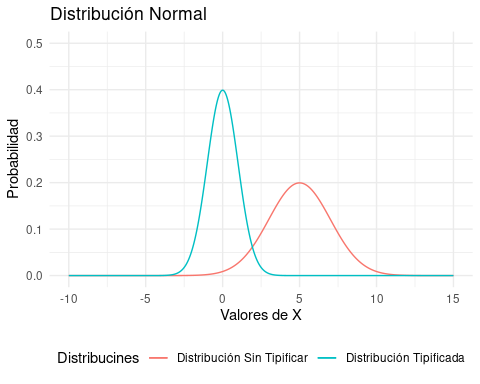 Distribución Normal
Probabilidad
0.5
0.4
0.3
0.2
0.1
0.0
-10 -5 0 5 10 15
Valores de X
Distribucines Distribución Sin Tipificar Distribución Tipificada